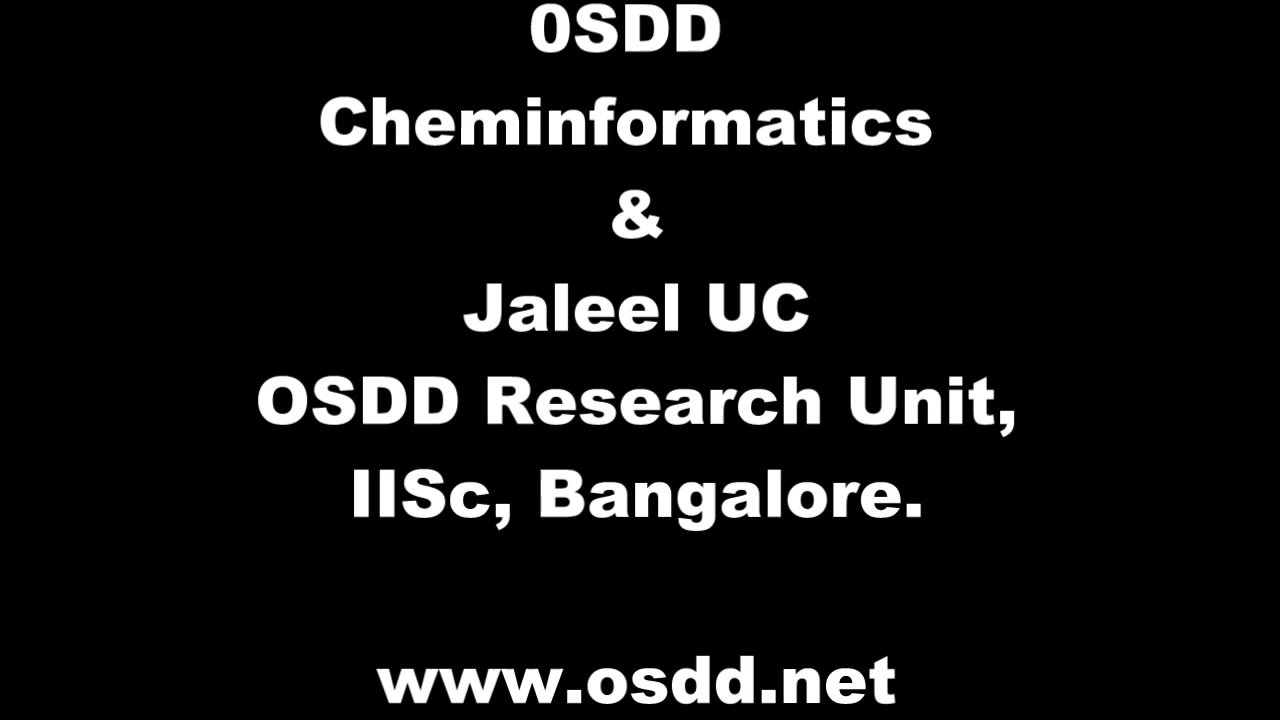 0SDD
Cheminformatics
&
Jaleel UC
OSDD Research Unit,
IISc, Bangalore.
www.osdd.net